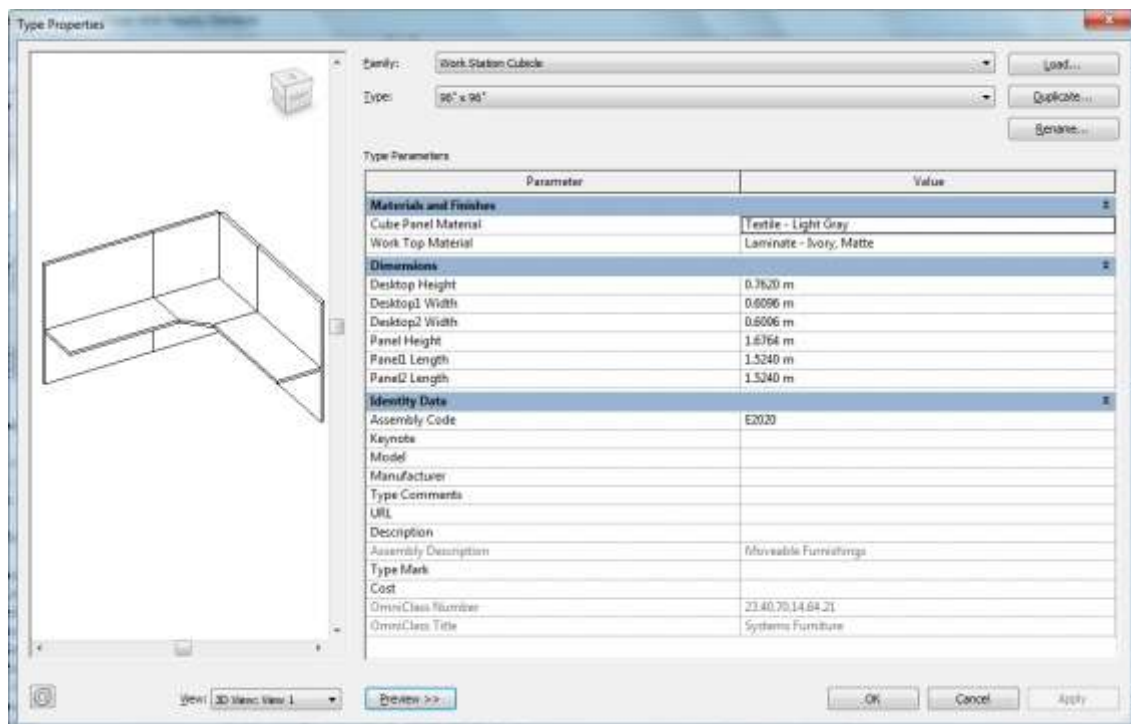 Type Properties
Family: Work Station Cubicle Load...
Type: 96" x 96" Duplicate...
Rename...
Type Parameters
Parameter Value
Materials and Finishes
Cube Panel Material Textile - Light Gray
Work Top Material Laminate - Ivory, Matte
Dimensions
Desktop Height 0.7620 m
Desktop1 Width 0.6096 m
Desktop2 Width 0.6096 m
Panel Height 1.6764 m
Panel1 Length 1.5240 m
Panel2 Length 1.5240 m
Identity Data
Assembly Code E2020
Keynote
Model
Manufacturer
Type Comments
URL
Description
Assembly Description Moveable Furnishings
Type Mark
Cost
OmniClass Number 23.40.70.14.64.21
OmniClass Title Systems Furniture
View: 3D View: View 1 Preview >> OK Cancel Apply